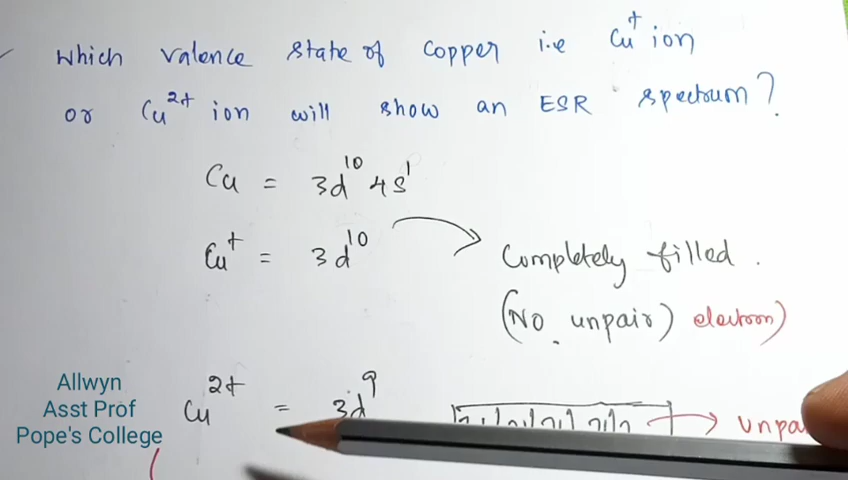 which valence state of copper i.e Cu⁺ ion
or Cu²⁺ ion will show an ESR spectrum?
Cu = 3d¹⁰ 4s¹
Cu⁺ = 3d¹⁰ Completely filled.
(No unpair) electron)
Cu²⁺ = 3d⁹
Allwyn
Asst Prof
Pope's College